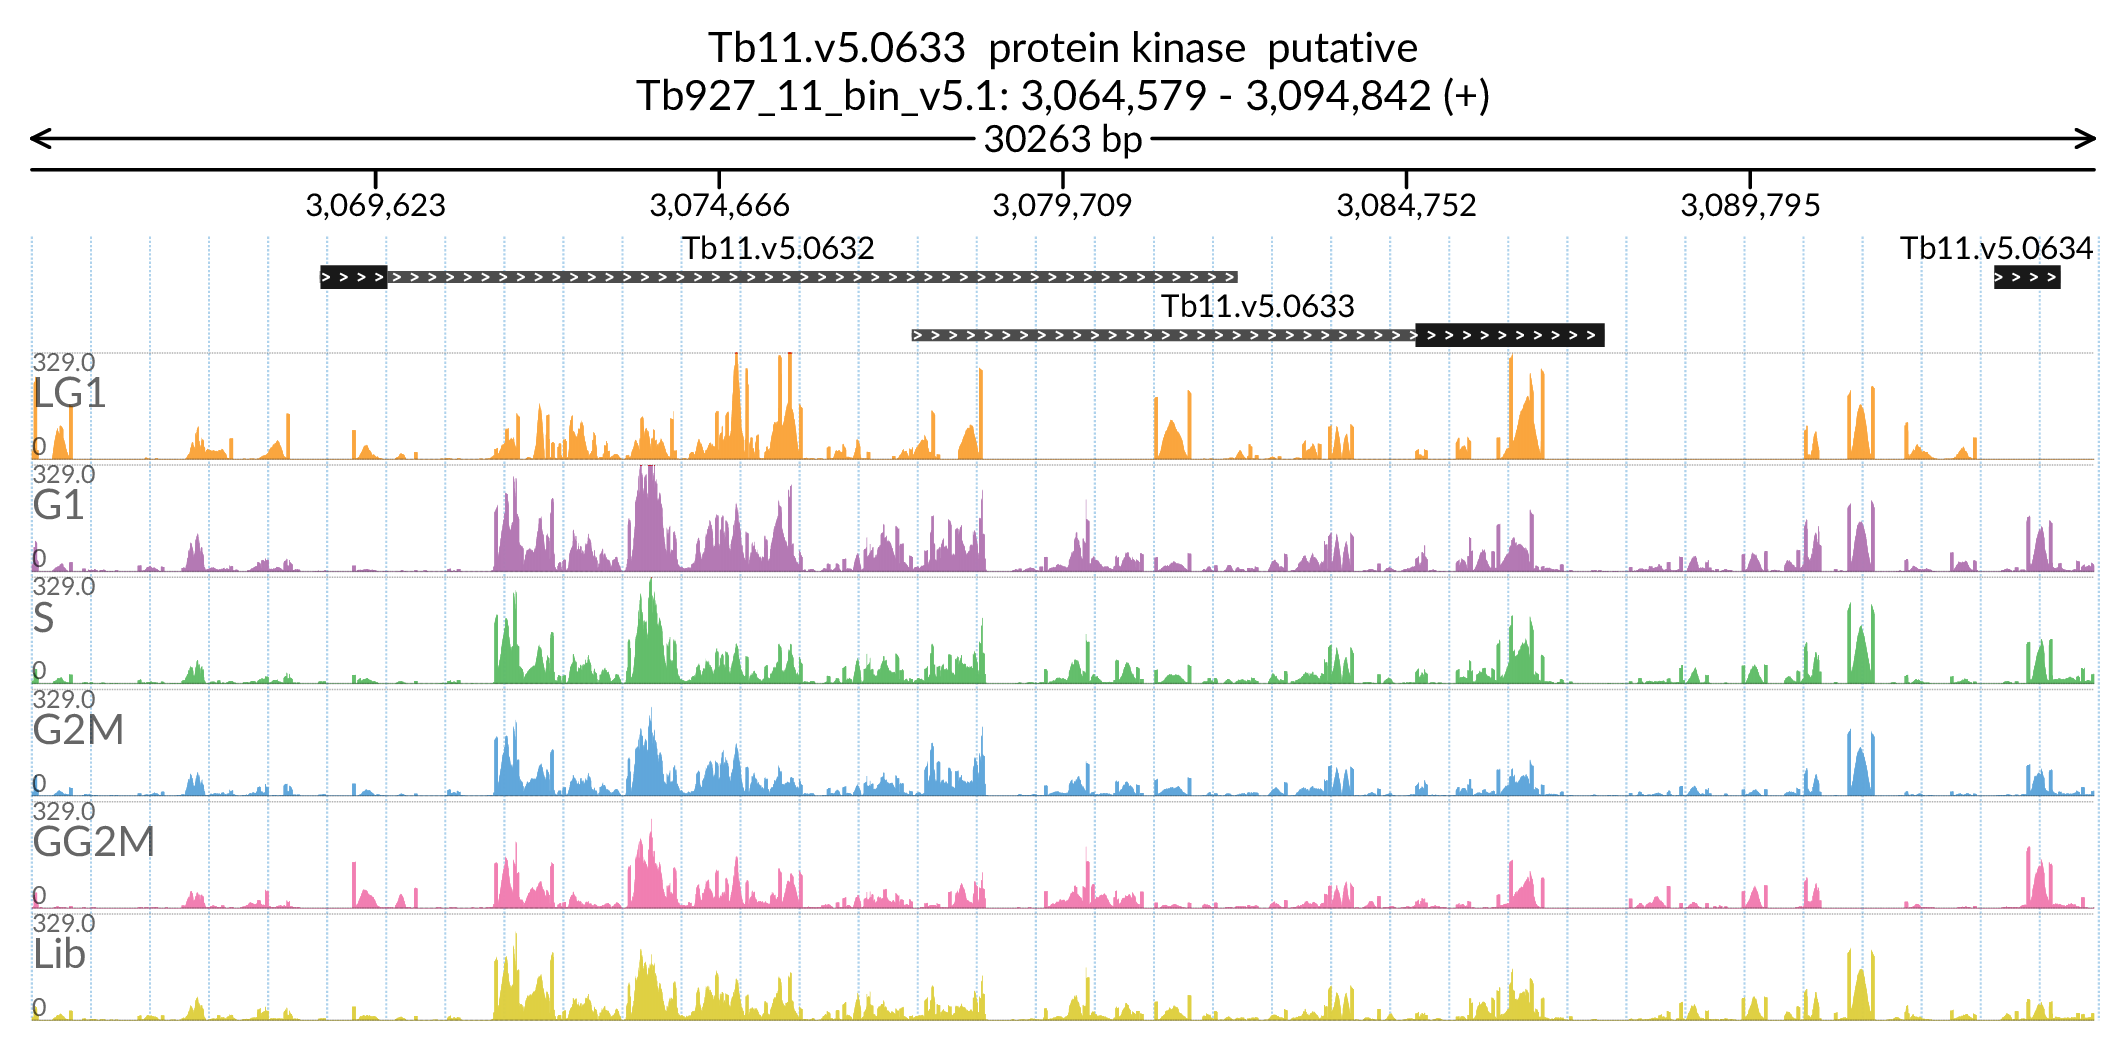 Tb11.v5.0633 protein kinase putative
Tb927_11_bin_v5.1: 3,064,579 - 3,094,842 (+)
30263 bp
3,069,623 3,074,666 3,079,709 3,084,752 3,089,795
Tb11.v5.0632 Tb11.v5.0634
Tb11.v5.0633
329.0
LG1
0
329.0
G1
0
329.0
S
0
329.0
G2M
0
329.0
GG2M
0
329.0
Lib
0